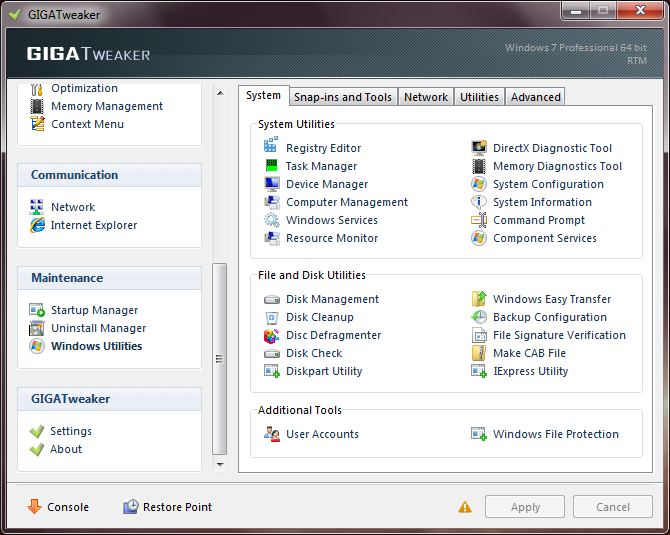 GIGATweaker
GIGATWEAKER
Windows 7 Professional 64 bit
RTM
Optimization
Memory Management
Context Menu
Communication
Network
Internet Explorer
Maintenance
Startup Manager
Uninstall Manager
Windows Utilities
GIGATweaker
Settings
About
System
Snap-ins and Tools
Network
Utilities
Advanced
System Utilities
Registry Editor
Task Manager
Device Manager
Computer Management
Windows Services
Resource Monitor
DirectX Diagnostic Tool
Memory Diagnostics Tool
System Configuration
System Information
Command Prompt
Component Services
File and Disk Utilities
Disk Management
Disk Cleanup
Disc Defragmenter
Disk Check
Diskpart Utility
Windows Easy Transfer
Backup Configuration
File Signature Verification
Make CAB File
IExpress Utility
Additional Tools
User Accounts
Windows File Protection
Console
Restore Point
Apply
Cancel